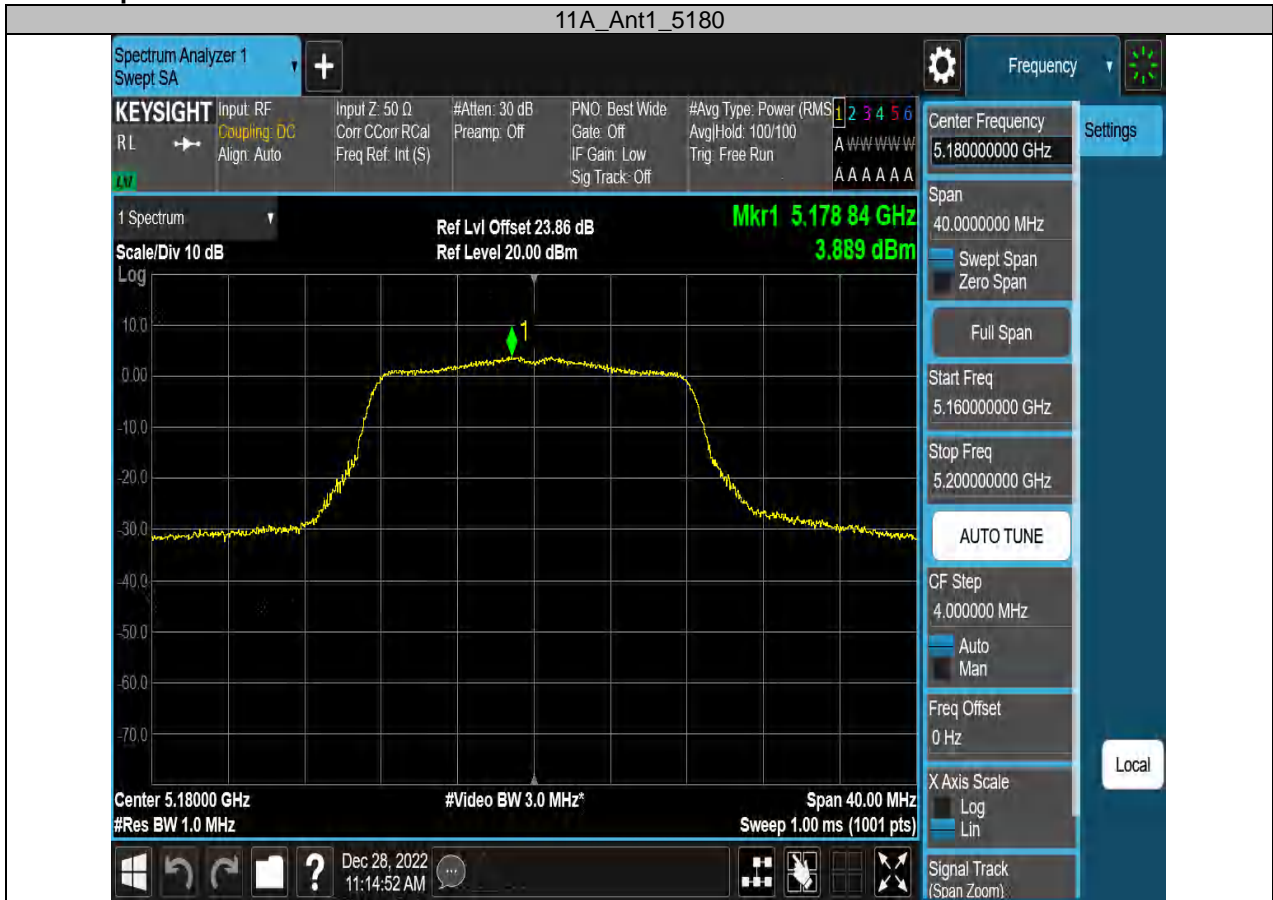 11A_Ant1_5180
Spectrum Analyzer 1
Swept SA
+
Frequency
KEYSIGHT
RL
LXI
Input: RF
Coupling: DC
Align: Auto
Input Z: 50 Ω
Corr CCorr RCal
Freq Ref: Int (S)
#Atten: 30 dB
Preamp: Off
PNO: Best Wide
Gate: Off
IF Gain: Low
Sig Track: Off
#Avg Type: Power (RMS
Avg|Hold: 100/100
Trig: Free Run
1 2 3 4 5 6
A W W W W W
A A A A A A
1 Spectrum
Scale/Div 10 dB
Ref Lvl Offset 23.86 dB
Ref Level 20.00 dBm
Mkr1 5.178 84 GHz
3.889 dBm
Log
1
10.0
0.00
-10.0
-20.0
-30.0
-40.0
-50.0
-60.0
-70.0
Center 5.18000 GHz
#Res BW 1.0 MHz
#Video BW 3.0 MHz*
Span 40.00 MHz
Sweep 1.00 ms (1001 pts)
Center Frequency
5.180000000 GHz
Settings
Span
40.0000000 MHz
Swept Span
Zero Span
Full Span
Start Freq
5.160000000 GHz
Stop Freq
5.200000000 GHz
AUTO TUNE
CF Step
4.000000 MHz
Auto
Man
Freq Offset
0 Hz
X Axis Scale
Log
Lin
Local
Signal Track
(Span Zoom)
?
Dec 28, 2022
11:14:52 AM